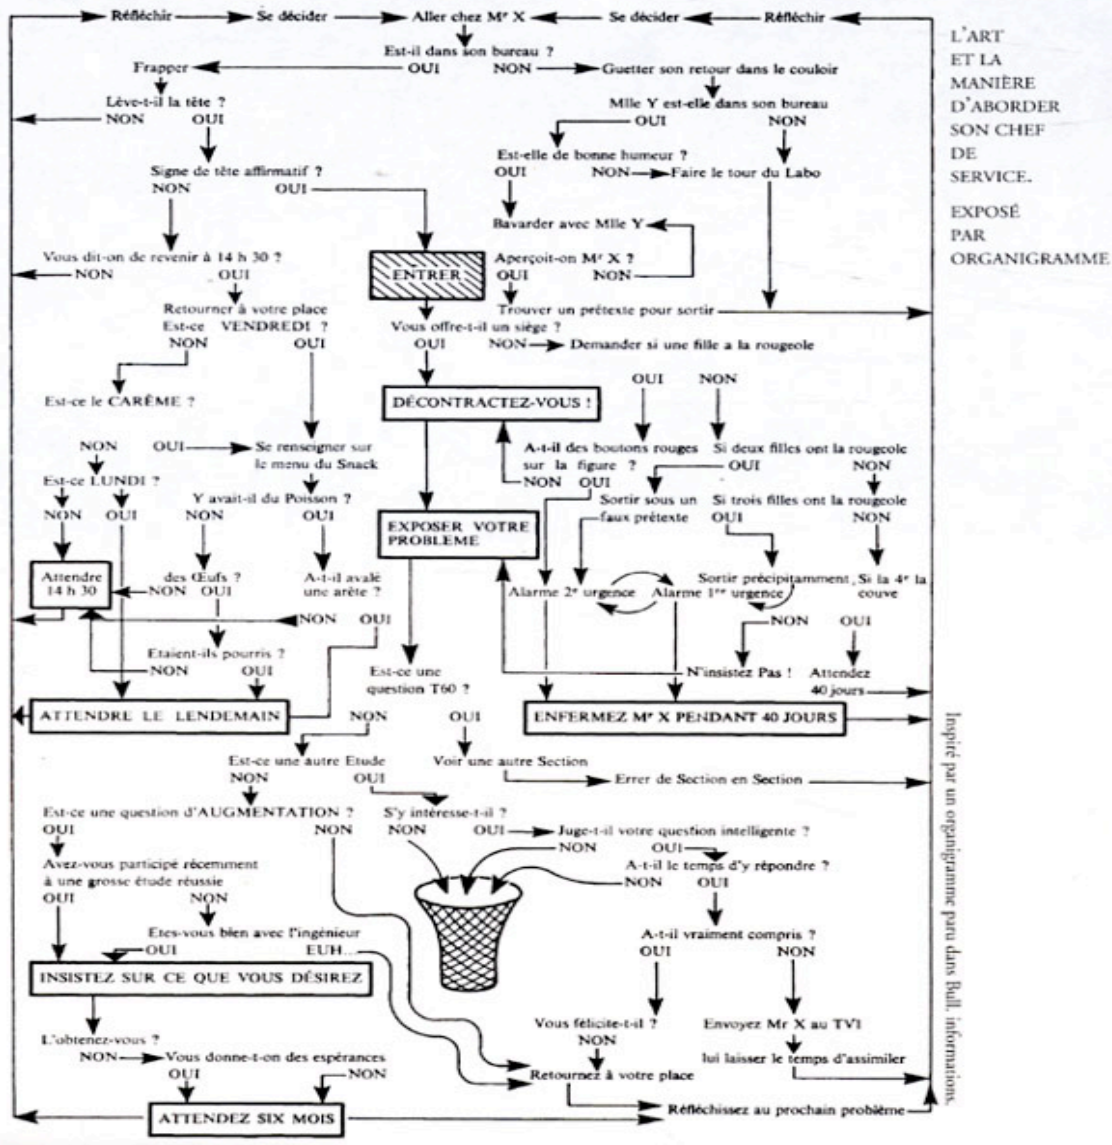 Réfléchir Se décider Aller chez Mr X Se décider Réfléchir
Est-il dans son bureau ?
OUI NON
Frapper
Guetter son retour dans le couloir
Lève-t-il la tête ?
NON OUI
Mlle Y est-elle dans son bureau
OUI NON
Est-elle de bonne humeur ?
OUI NON
Faire le tour du Labo
Signe de tête affirmatif ?
NON OUI
Bavarder avec Mlle Y
Vous dit-on de revenir à 14 h 30 ?
NON OUI
ENTRER
Aperçoit-on Mr X ?
OUI NON
Trouver un prétexte pour sortir
Retourner à votre place
Est-ce VENDREDI ?
NON OUI
Vous offre-t-il un siège ?
OUI NON
Demander si une fille a la rougeole
OUI NON
Est-ce le CARÊME ?
NON OUI
DÉCONTRACTEZ-VOUS !
Se renseigner sur
le menu du Snack
A-t-il des boutons rouges
sur la figure ?
NON OUI
Si deux filles ont la rougeole
OUI NON
Est-ce LUNDI ?
NON OUI
Y avait-il du Poisson ?
NON OUI
Sortir sous un
faux prétexte
Si trois filles ont la rougeole
OUI NON
EXPOSER VOTRE
PROBLEME
Attendre
14 h 30
des Œufs ?
NON OUI
A-t-il avalé
une arête ?
NON OUI
Alarme 2e urgence
Alarme 1re urgence
Sortir précipitamment,
Si la 4e la
couve
NON OUI
Etaient-ils pourris ?
NON OUI
Est-ce une
question T60 ?
NON OUI
N'insistez Pas !
Attendez
40 jours
ATTENDRE LE LENDEMAIN
ENFERMEZ Mr X PENDANT 40 JOURS
Est-ce une autre Etude
NON OUI
Voir une autre Section
Errer de Section en Section
Est-ce une question d'AUGMENTATION ?
OUI NON
S'y intéresse-t-il ?
NON OUI
Juge-t-il votre question intelligente ?
NON OUI
Avez-vous participé récemment
à une grosse étude réussie
OUI NON
A-t-il le temps d'y répondre ?
NON OUI
Etes-vous bien avec l'ingénieur
OUI EUH...
A-t-il vraiment compris ?
OUI NON
INSISTEZ SUR CE QUE VOUS DÉSIREZ
L'obtenez-vous ?
NON
Vous félicite-t-il ?
NON
Envoyez Mr X au TVI
Vous donne-t-on des espérances
OUI NON
Retournez à votre place
lui laisser le temps d'assimiler
ATTENDEZ SIX MOIS
Réfléchissez au prochain problème
L'ART
ET LA
MANIÈRE
D'ABORDER
SON CHEF
DE
SERVICE.
EXPOSÉ
PAR
ORGANIGRAMME
Inspiré par un organigramme paru dans Bull. informations.